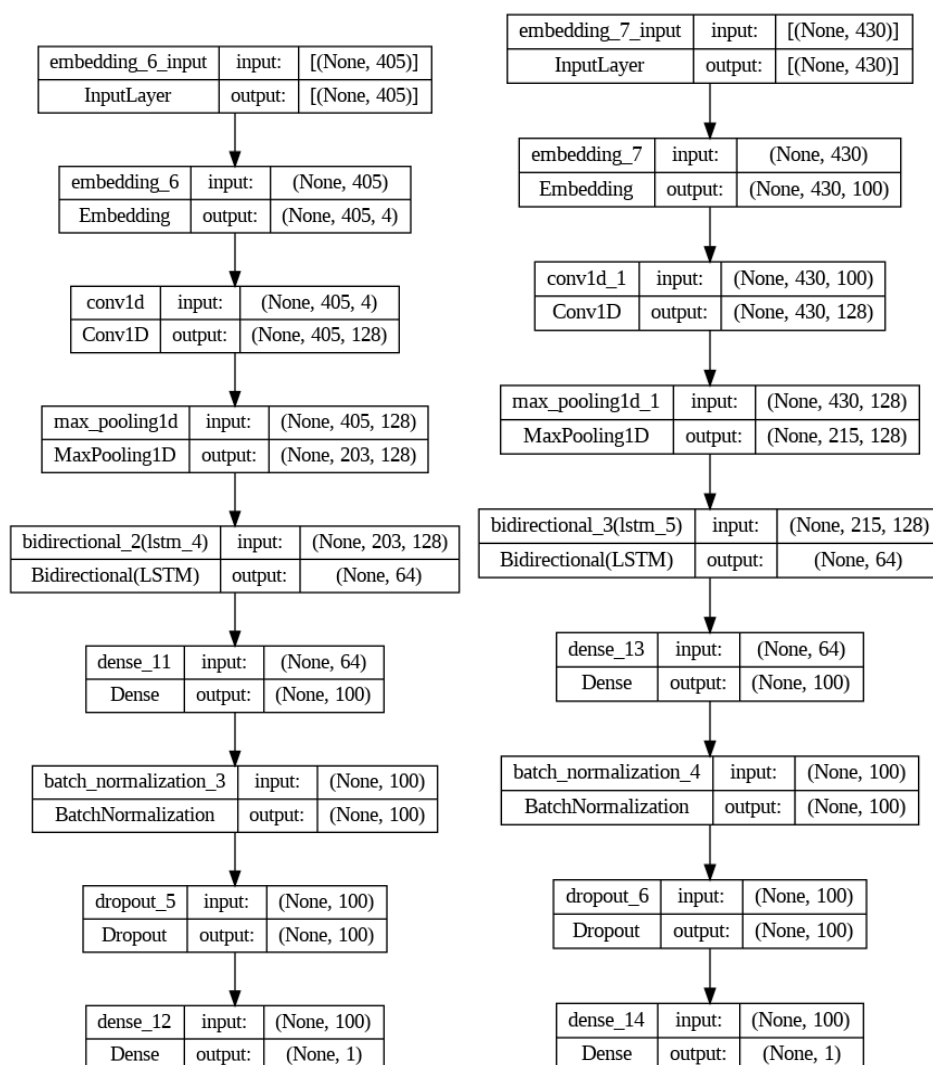 embedding_6_input input: [(None, 405)]
InputLayer output: [(None, 405)]
embedding_6 input: (None, 405)
Embedding output: (None, 405, 4)
conv1d input: (None, 405, 4)
Conv1D output: (None, 405, 128)
max_pooling1d input: (None, 405, 128)
MaxPooling1D output: (None, 203, 128)
bidirectional_2(lstm_4) input: (None, 203, 128)
Bidirectional(LSTM) output: (None, 64)
dense_11 input: (None, 64)
Dense output: (None, 100)
batch_normalization_3 input: (None, 100)
BatchNormalization output: (None, 100)
dropout_5 input: (None, 100)
Dropout output: (None, 100)
dense_12 input: (None, 100)
Dense output: (None, 1)
embedding_7_input input: [(None, 430)]
InputLayer output: [(None, 430)]
embedding_7 input: (None, 430)
Embedding output: (None, 430, 100)
conv1d_1 input: (None, 430, 100)
Conv1D output: (None, 430, 128)
max_pooling1d_1 input: (None, 430, 128)
MaxPooling1D output: (None, 215, 128)
bidirectional_3(lstm_5) input: (None, 215, 128)
Bidirectional(LSTM) output: (None, 64)
dense_13 input: (None, 64)
Dense output: (None, 100)
batch_normalization_4 input: (None, 100)
BatchNormalization output: (None, 100)
dropout_6 input: (None, 100)
Dropout output: (None, 100)
dense_14 input: (None, 100)
Dense output: (None, 1)